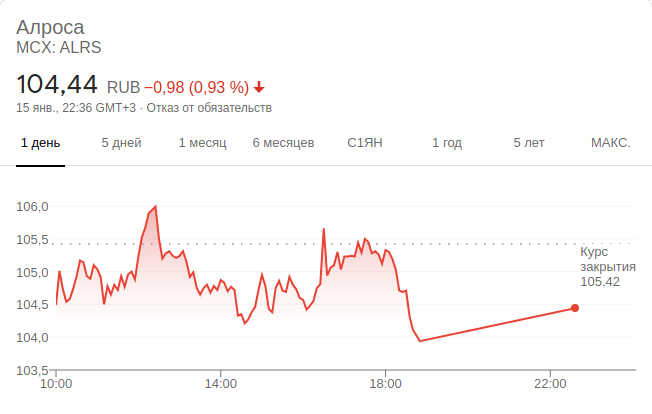 Алроса
MCX: ALRS
104,44 RUB −0,98 (0,93 %)
15 янв., 22:36 GMT+3 · Отказ от обязательств
1 день 5 дней 1 месяц 6 месяцев С1ЯН 1 год 5 лет МАКС.
106,0
105,5
Курс
закрытия
105,42
105,0
104,5
104,0
103,5
10:00 14:00 18:00 22:00